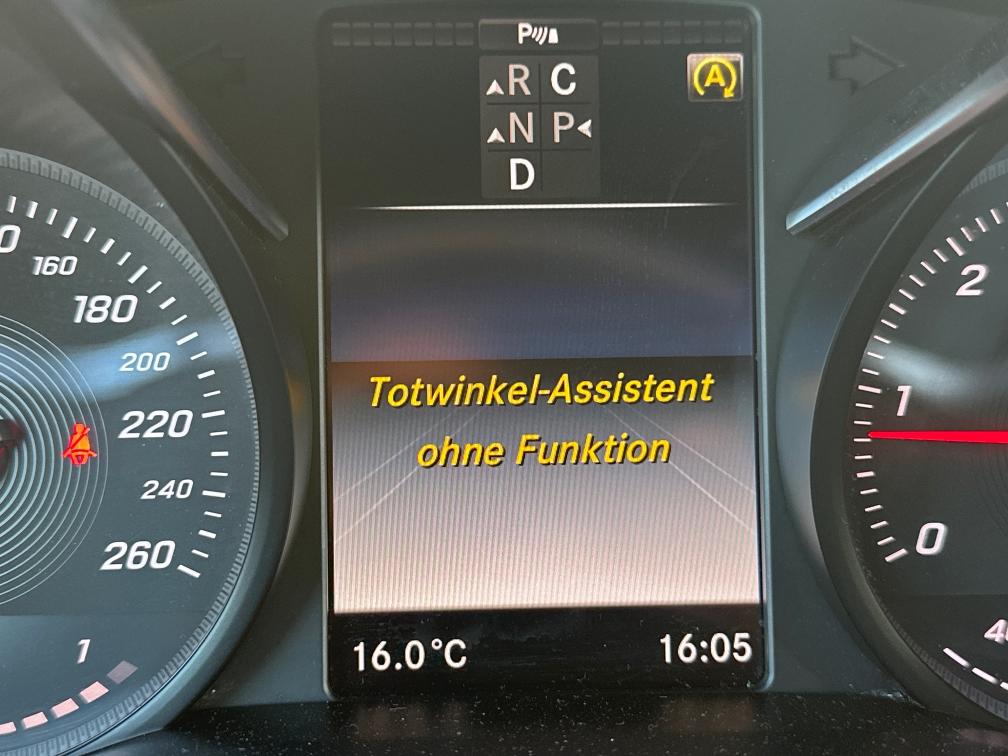 P
R C
N P
D
A
160
180
200
220
240
260
1
Totwinkel-Assistent
ohne Funktion
16.0°C
16:05
2
1
0